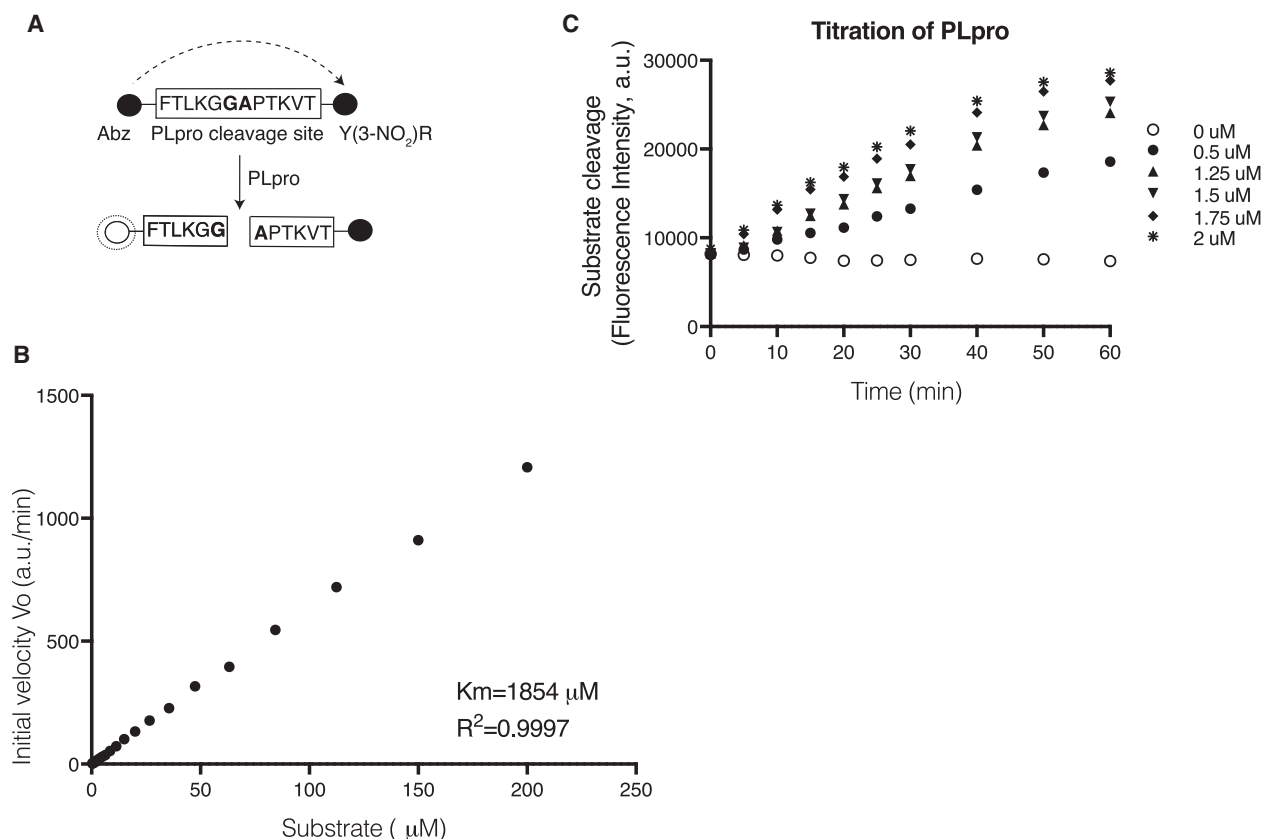 A
FTLKGGAPTKVT
Abz PLpro cleavage site Y(3-NO2)R
PLpro
FTLKGG APTKVT
B
Initial velocity Vo (a.u./min)
1500
1000
500
0
0 50 100 150 200 250
Substrate ( μM)
Km=1854 μM
R2=0.9997
C
Titration of PLpro
Substrate cleavage
(Fluorescence Intensity, a.u.)
30000
20000
10000
0
0 10 20 30 40 50 60
Time (min)
0 uM
0.5 uM
1.25 uM
1.5 uM
1.75 uM
2 uM